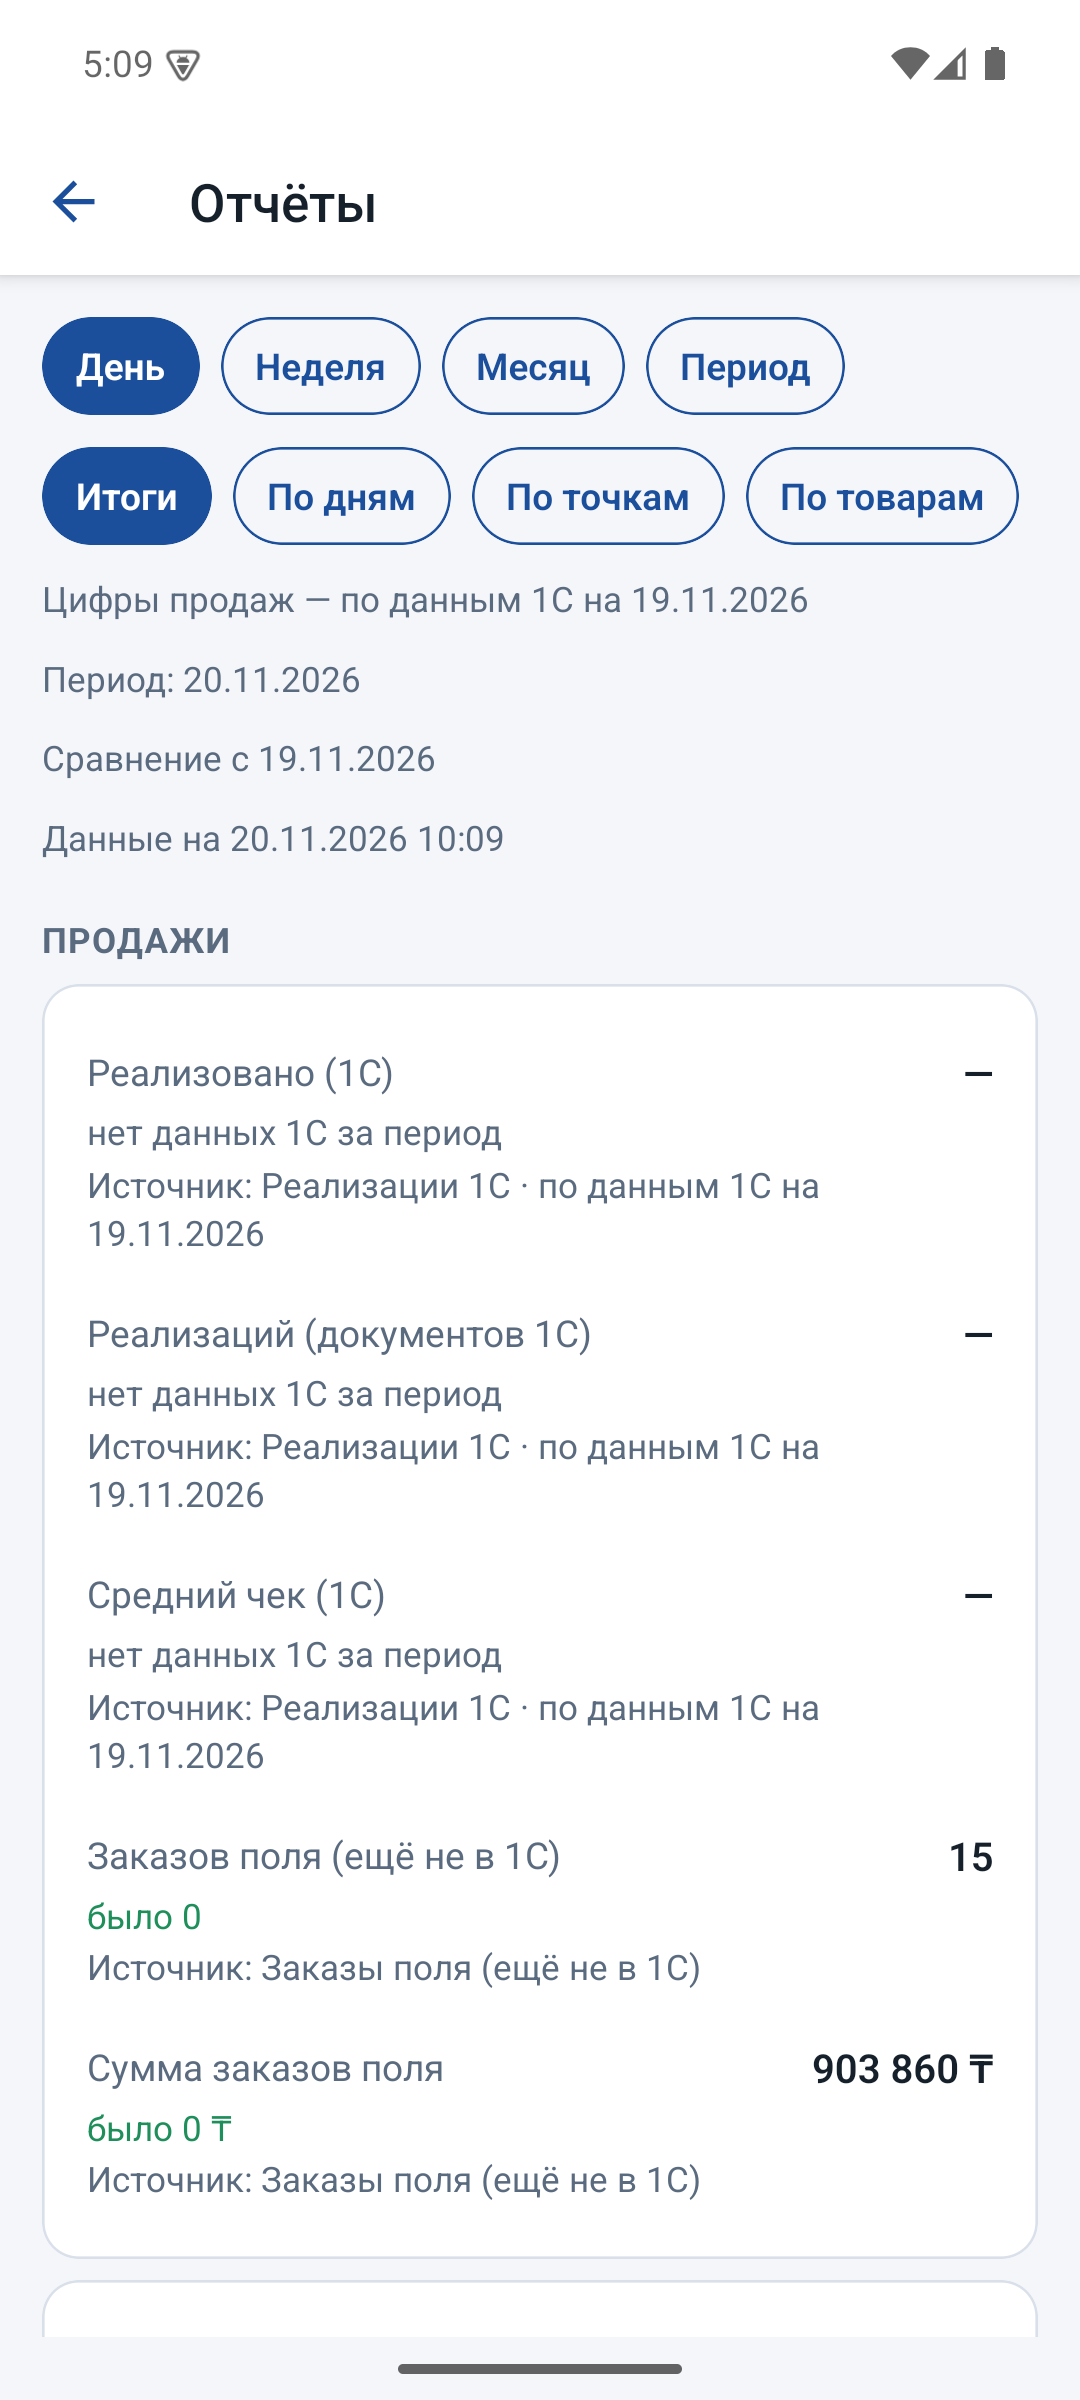 5:09
Отчёты
День Неделя Месяц Период
Итоги По дням По точкам По товарам
Цифры продаж — по данным 1С на 19.11.2026
Период: 20.11.2026
Сравнение с 19.11.2026
Данные на 20.11.2026 10:09
ПРОДАЖИ
Реализовано (1С) —
нет данных 1С за период
Источник: Реализации 1С · по данным 1С на
19.11.2026
Реализаций (документов 1С) —
нет данных 1С за период
Источник: Реализации 1С · по данным 1С на
19.11.2026
Средний чек (1С) —
нет данных 1С за период
Источник: Реализации 1С · по данным 1С на
19.11.2026
Заказов поля (ещё не в 1С) 15
было 0
Источник: Заказы поля (ещё не в 1С)
Сумма заказов поля 903 860 ₸
было 0 ₸
Источник: Заказы поля (ещё не в 1С)